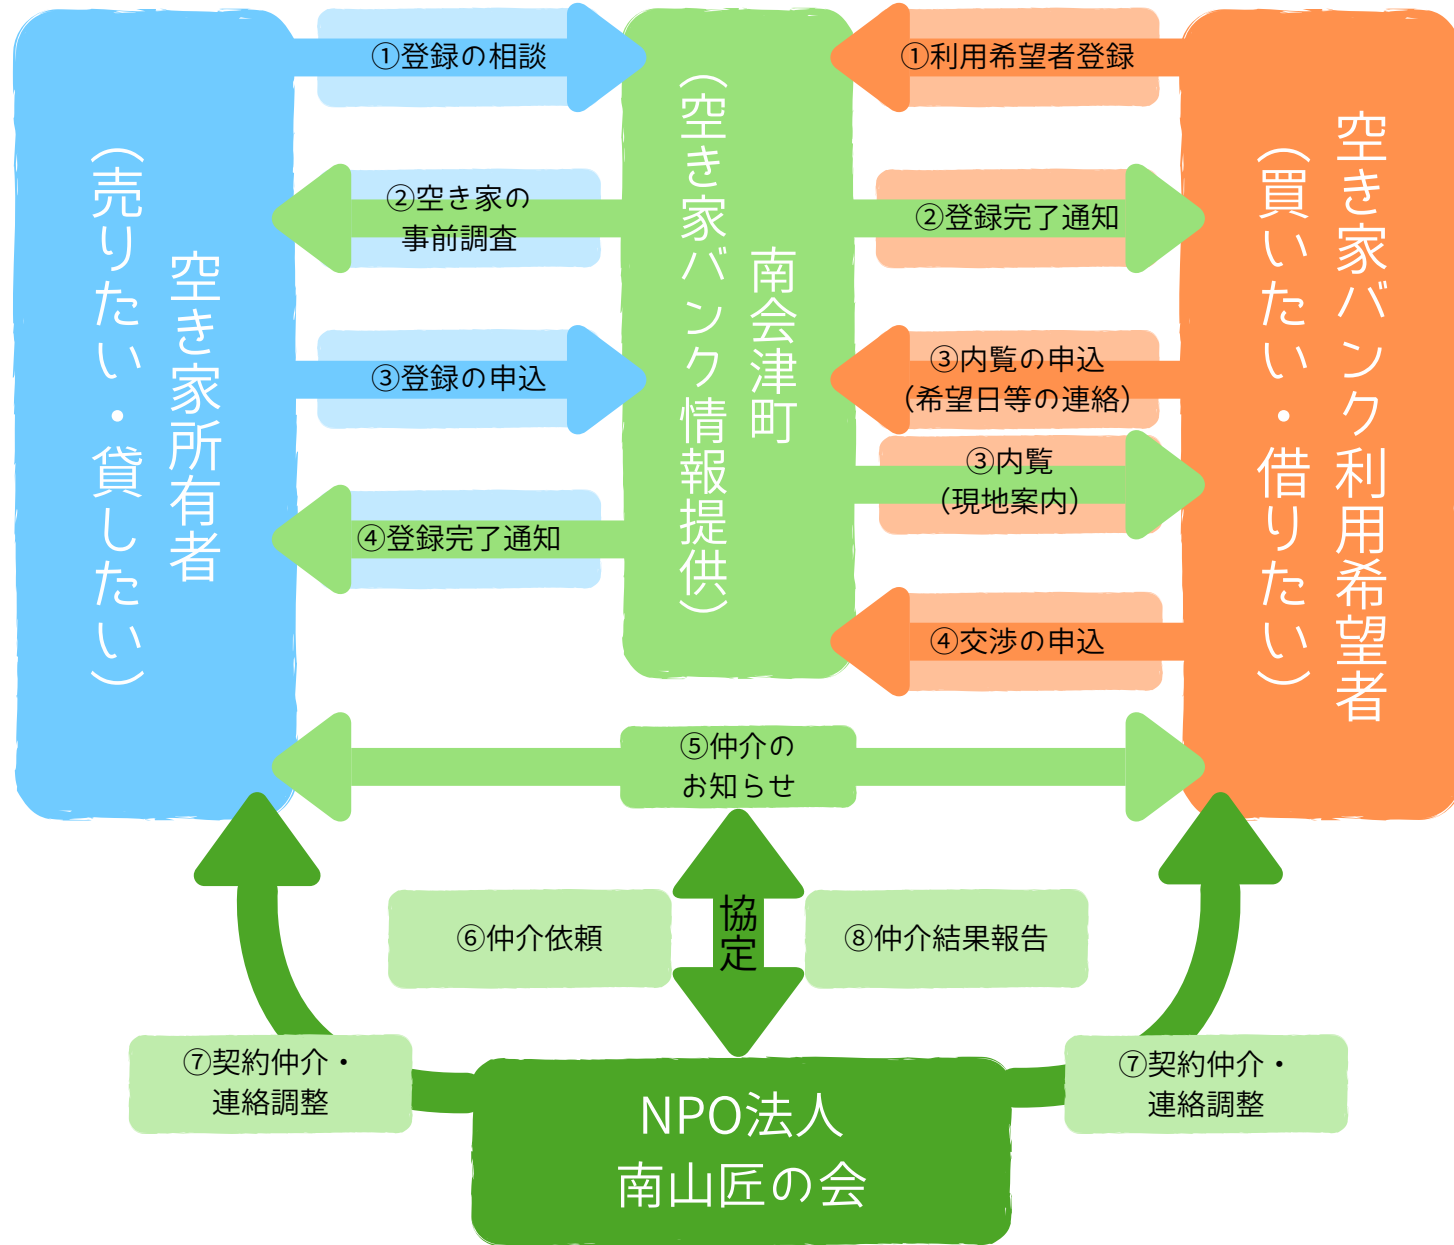 空き家所有者
（売りたい・貸したい）
①登録の相談
②空き家の
事前調査
③登録の申込
④登録完了通知
南会津町
（空き家バンク情報提供）
①利用希望者登録
②登録完了通知
③内覧の申込
（希望日等の連絡）
③内覧
（現地案内）
④交渉の申込
空き家バンク利用希望者
（買いたい・借りたい）
⑤仲介の
お知らせ
⑥仲介依頼
協定
⑧仲介結果報告
⑦契約仲介・
連絡調整
⑦契約仲介・
連絡調整
NPO法人
南山匠の会